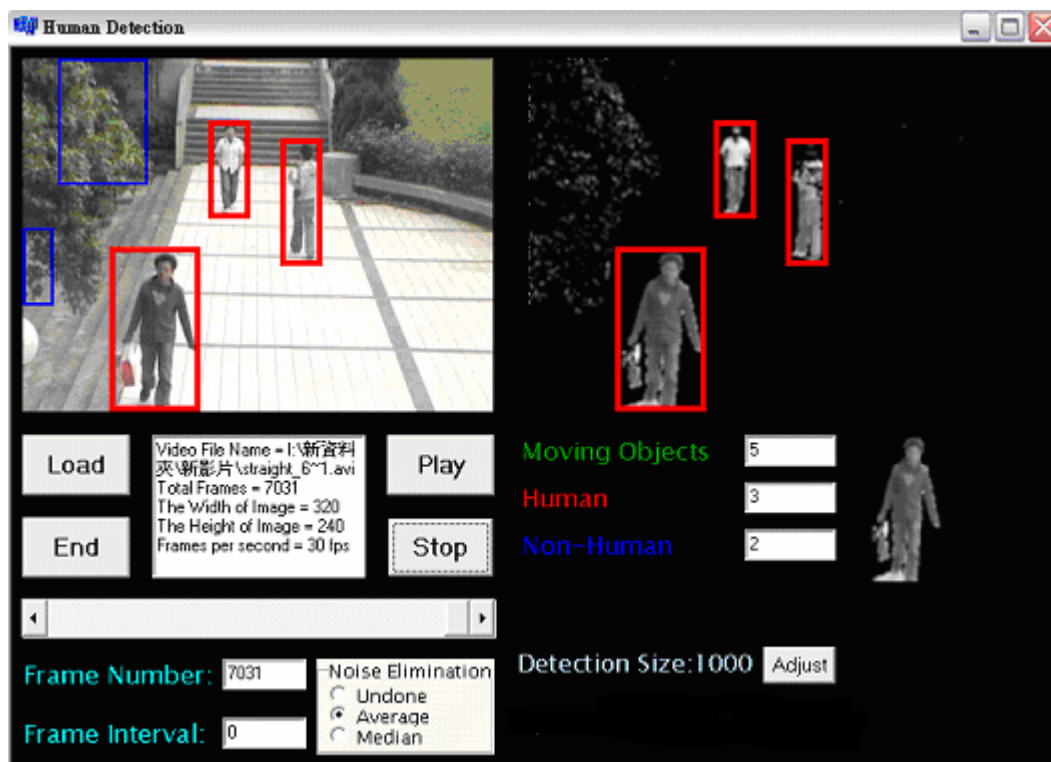 Human Detection
Load
Video File Name = I:\新資料
夾\新影片\straight_6~1.avi
Total Frames = 7031
The Width of Image = 320
The Height of Image = 240
Frames per second = 30 fps
Play
End
Stop
Moving Objects 5
Human 3
Non-Human 2
Frame Number: 7031
Frame Interval: 0
Noise Elimination
Undone
Average
Median
Detection Size:1000 Adjust